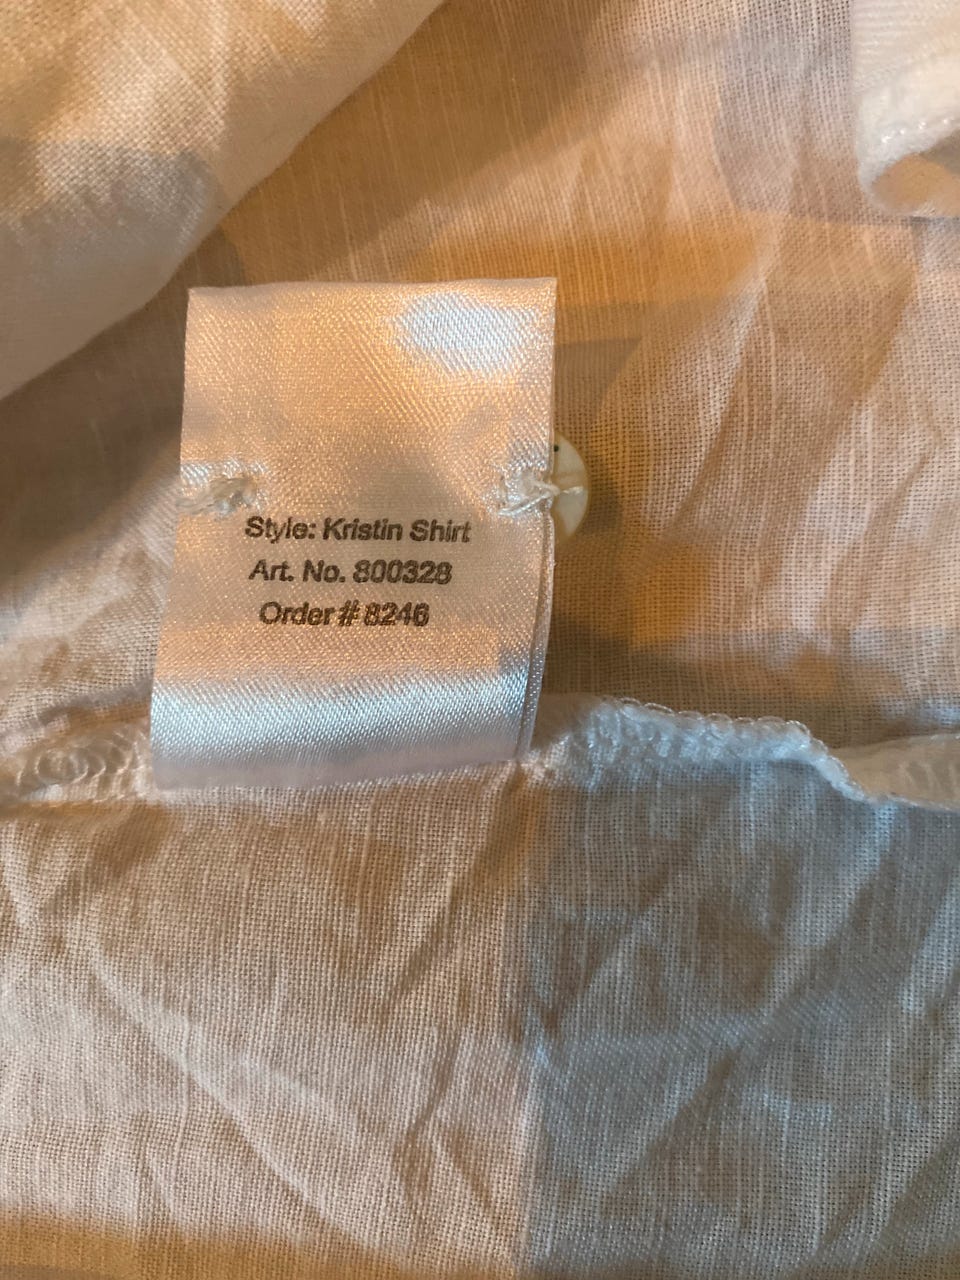 Style: Kristin Shirt
Art. No. 800328
Order # 8246